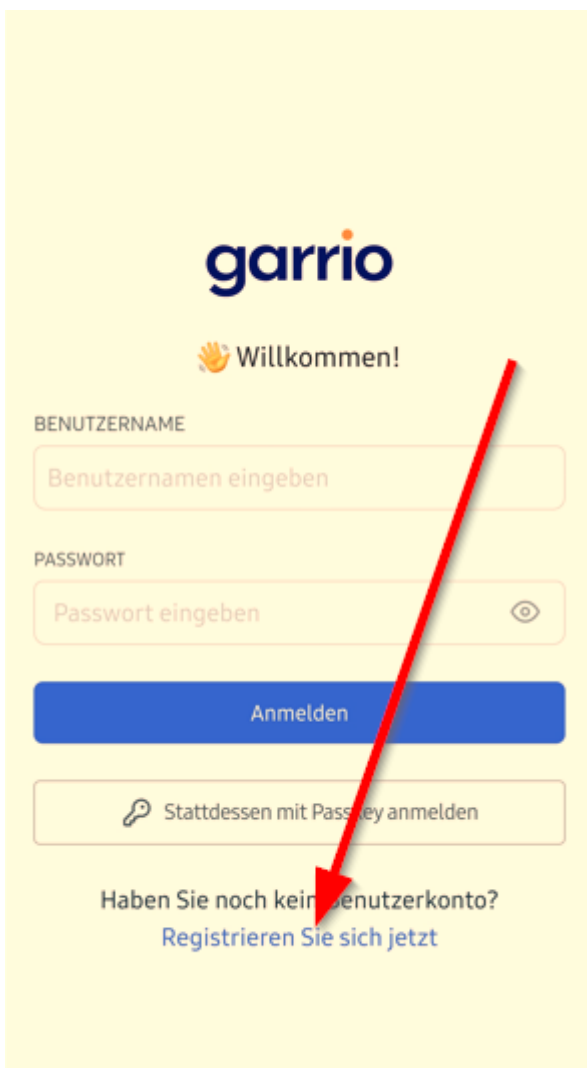 garrio
👋 Willkommen!
BENUTZERNAME
Benutzernamen eingeben
PASSWORT
Passwort eingeben
Anmelden
Stattdessen mit Passkey anmelden
Haben Sie noch kein Benutzerkonto?
Registrieren Sie sich jetzt